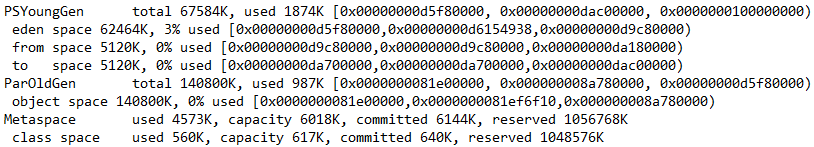 PSYoungGen      total 67584K, used 1874K [0x00000000d5f80000, 0x00000000dac00000, 0x0000000100000000)
 eden space 62464K, 3% used [0x00000000d5f80000,0x00000000d6154938,0x00000000d9c80000)
 from space 5120K, 0% used [0x00000000d9c80000,0x00000000d9c80000,0x00000000da180000)
 to   space 5120K, 0% used [0x00000000da700000,0x00000000da700000,0x00000000dac00000)
ParOldGen       total 140800K, used 987K [0x0000000081e00000, 0x000000008a780000, 0x00000000d5f80000)
 object space 140800K, 0% used [0x0000000081e00000,0x0000000081ef6f10,0x000000008a780000)
Metaspace       used 4573K, capacity 6018K, committed 6144K, reserved 1056768K
 class space    used 560K, capacity 617K, committed 640K, reserved 1048576K